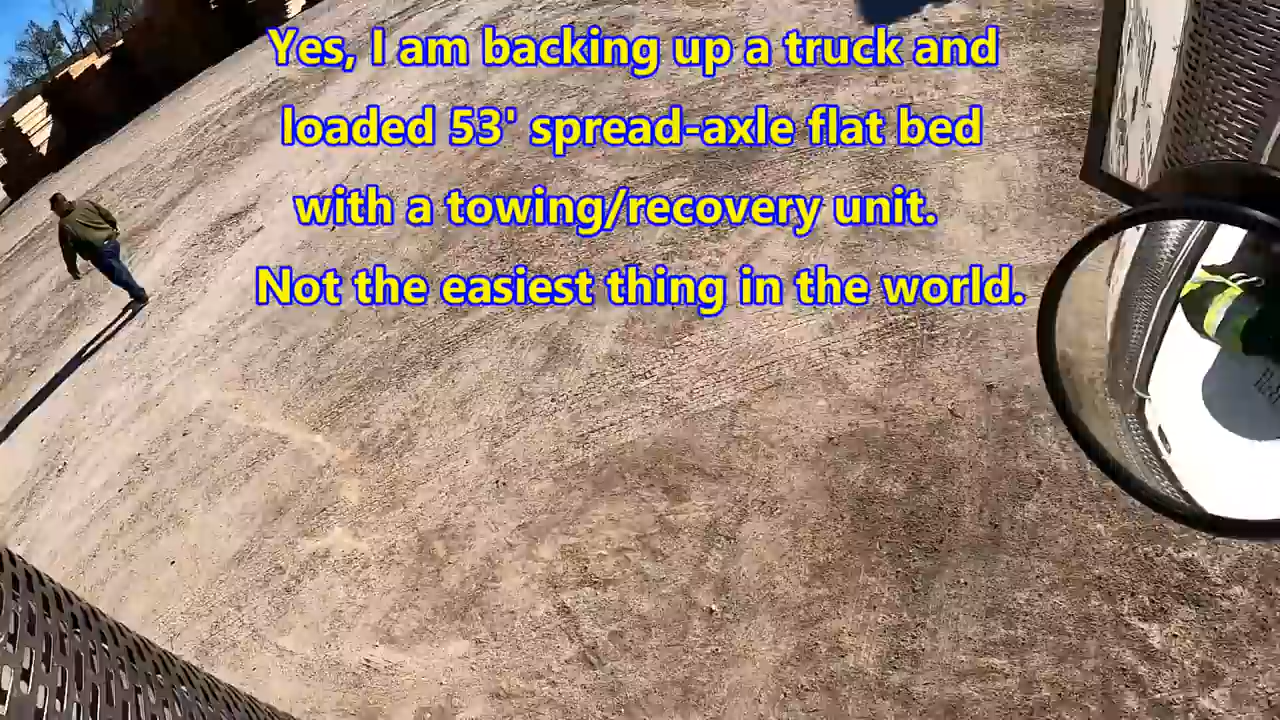 Yes, I am backing up a truck and
loaded 53' spread-axle flat bed
with a towing/recovery unit.
Not the easiest thing in the world.